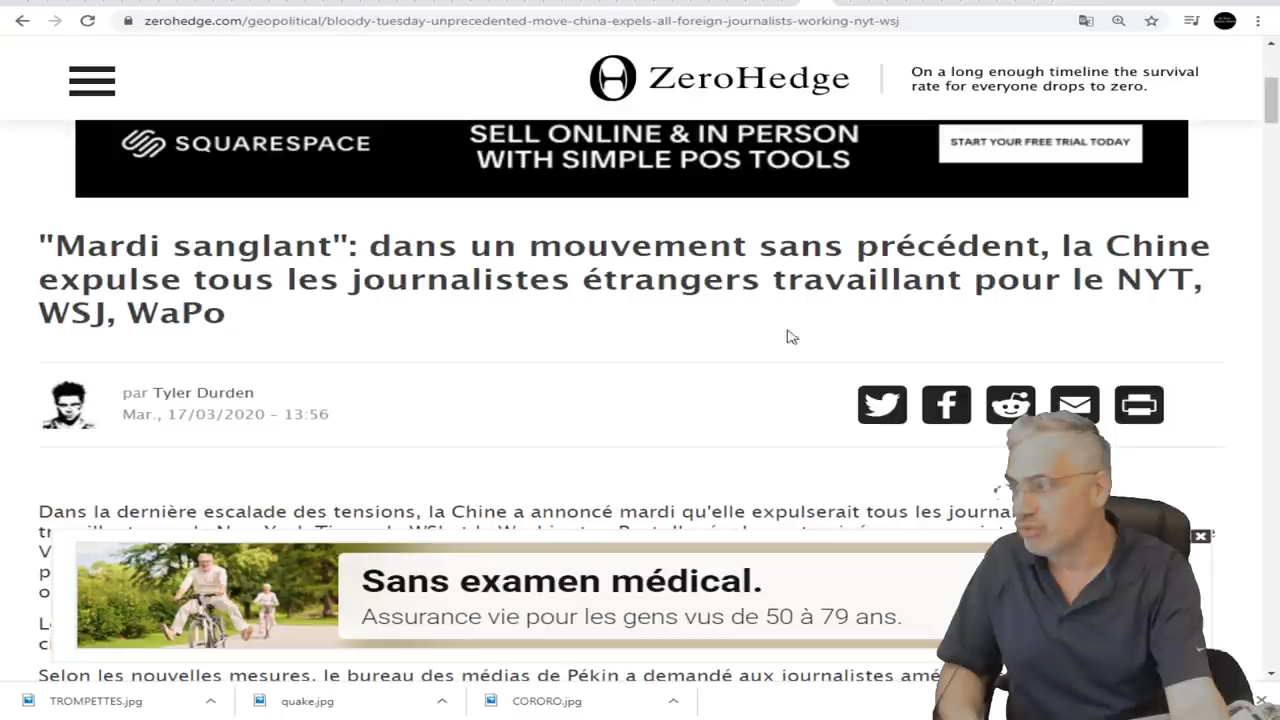 zerohedge.com/geopolitical/bloody-tuesday-unprecedented-move-china-expels-all-foreign-journalists-working-nyt-wsj
ZeroHedge
On a long enough timeline the survival
rate for everyone drops to zero.
SQUARESPACE
SELL ONLINE & IN PERSON
WITH SIMPLE POS TOOLS
START YOUR FREE TRIAL TODAY
"Mardi sanglant": dans un mouvement sans précédent, la Chine
expulse tous les journalistes étrangers travaillant pour le NYT,
WSJ, WaPo
par Tyler Durden
Mar., 17/03/2020 - 13:56
Dans la dernière escalade des tensions, la Chine a annoncé mardi qu'elle expulserait tous les
Sans examen médical.
Assurance vie pour les gens vus de 50 à 79 ans.
Selon les nouvelles mesures, le bureau des médias de Pékin a demandé aux journalistes
TROMPETTES.jpg
quake.jpg
CORORO.jpg